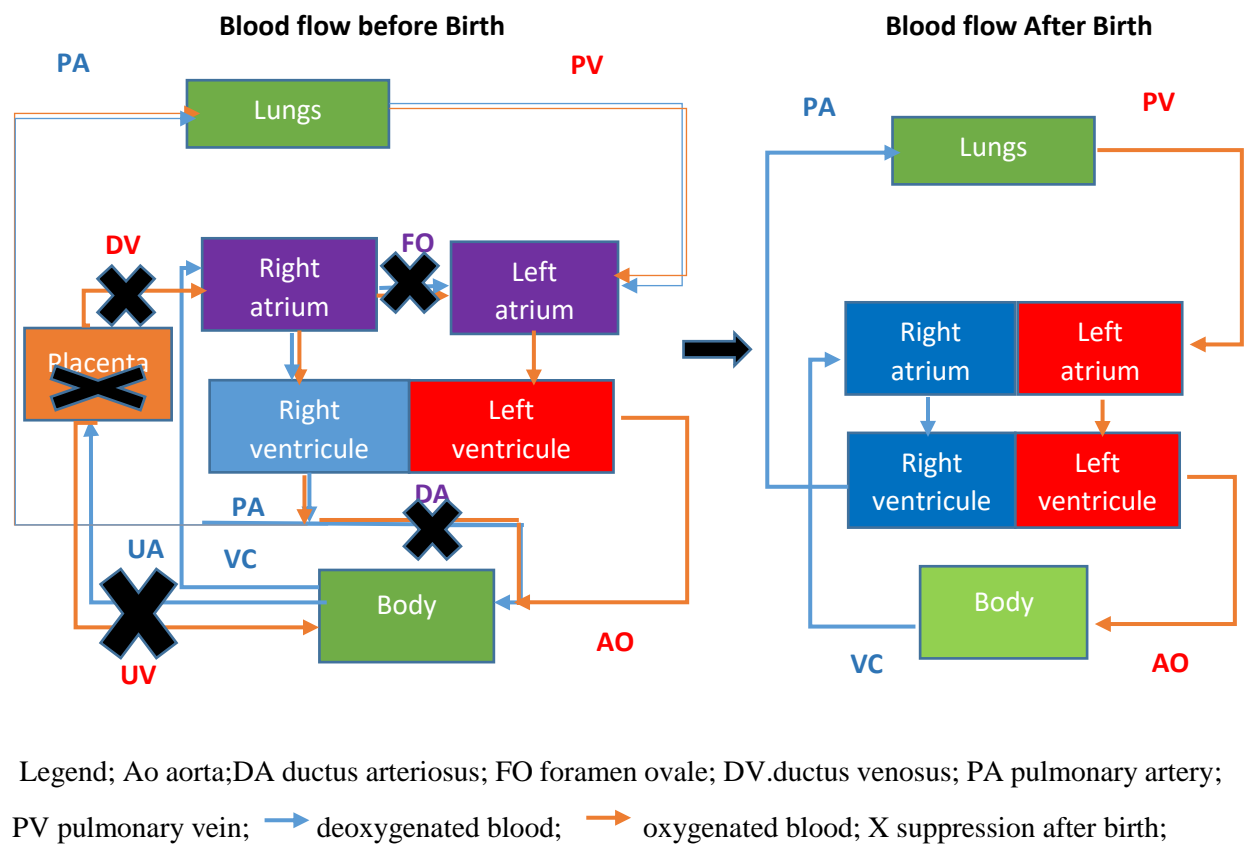 Blood flow before Birth
PA
PV
Lungs
DV
FO
Right
atrium
Left
atrium
Placenta
Right
ventricule
Left
ventricule
PA
DA
UA
VC
Body
UV
AO
Blood flow After Birth
PA
PV
Lungs
Right
atrium
Left
atrium
Right
ventricule
Left
ventricule
Body
VC
AO
Legend; Ao aorta;DA ductus arteriosus; FO foramen ovale; DV.ductus venosus; PA pulmonary artery;
PV pulmonary vein; deoxygenated blood; oxygenated blood; X suppression after birth;